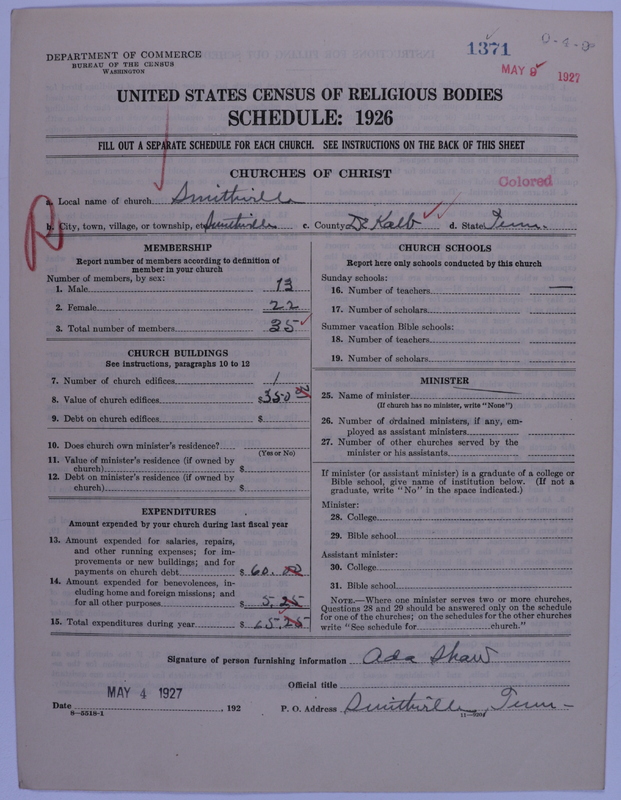 DEPARTMENT OF COMMERCE
BUREAU OF THE CENSUS
WASHINGTON
1371
0-4-0
MAY 9 1927
UNITED STATES CENSUS OF RELIGIOUS BODIES
SCHEDULE: 1926
FILL OUT A SEPARATE SCHEDULE FOR EACH CHURCH. SEE INSTRUCTIONS ON THE BACK OF THIS SHEET
CHURCHES OF CHRIST
Colored
a. Local name of church Smithville
b. City, town, village, or township, etc Smithville c. County De Kalb d. State Tenn.
R
MEMBERSHIP
Report number of members according to definition of
member in your church
Number of members, by sex:
1. Male 13
2. Female 22
3. Total number of members 35
CHURCH BUILDINGS
See instructions, paragraphs 10 to 12
7. Number of church edifices 1
8. Value of church edifices $350 00
9. Debt on church edifices $
10. Does church own minister's residence?
(Yes or No)
11. Value of minister's residence (if owned by
church) $
12. Debt on minister's residence (if owned by
church) $
EXPENDITURES
Amount expended by your church during last fiscal year
13. Amount expended for salaries, repairs,
and other running expenses; for im-
provements or new buildings; and for
payments on church debt $ 60.00
14. Amount expended for benevolences, in-
cluding home and foreign missions; and
for all other purposes $ 5.25
15. Total expenditures during year $ 65.25
CHURCH SCHOOLS
Report here only schools conducted by this church
Sunday schools:
16. Number of teachers
17. Number of scholars
Summer vacation Bible schools:
18. Number of teachers
19. Number of scholars
MINISTER
25. Name of minister
(If church has no minister, write "None")
26. Number of ordained ministers, if any, em-
ployed as assistant ministers
27. Number of other churches served by the
minister or his assistants
If minister (or assistant minister) is a graduate of a college or
Bible school, give name of institution below. (If not a
graduate, write "No" in the space indicated.)
Minister:
28. College
29. Bible school
Assistant minister:
30. College
31. Bible school
NOTE.—Where one minister serves two or more churches,
Questions 28 and 29 should be answered only on the schedule
for one of the churches; on the schedules for the other churches
write "See schedule for church."
Signature of person furnishing information Ada Shaw
Official title
MAY 4 1927
Date , 192 P. O. Address Smithville, Tenn-
8—5518-1